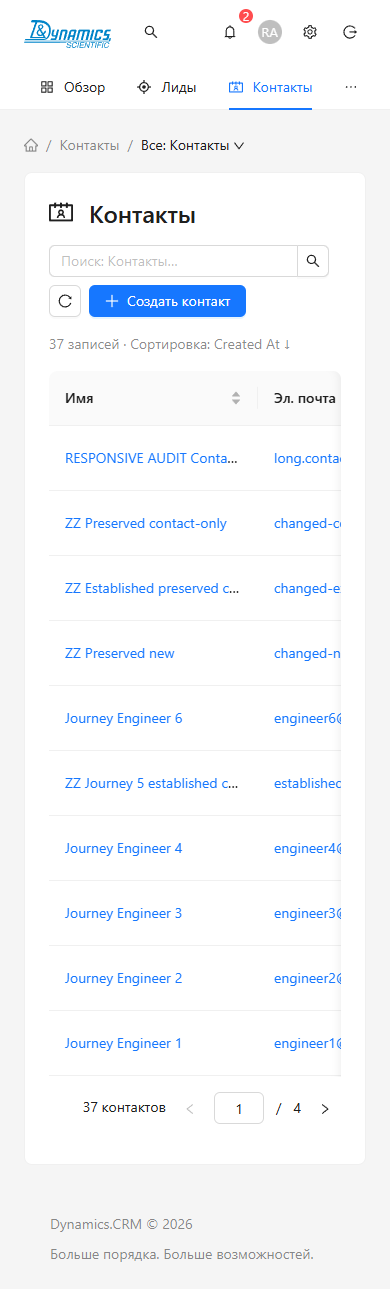 DYNAMICS
SCIENTIFIC
2
RA
Обзор
Лиды
Контакты
···
/ Контакты / Все: Контакты
Контакты
Поиск: Контакты...
Создать контакт
37 записей · Сортировка: Created At ↓
Имя
Эл. почта
RESPONSIVE AUDIT Conta...
long.contac
ZZ Preserved contact-only
changed-co
ZZ Established preserved c...
changed-e
ZZ Preserved new
changed-n
Journey Engineer 6
engineer6@
ZZ Journey 5 established c...
established
Journey Engineer 4
engineer4@
Journey Engineer 3
engineer3@
Journey Engineer 2
engineer2@
Journey Engineer 1
engineer1@
37 контактов
1 / 4
Dynamics.CRM © 2026
Больше порядка. Больше возможностей.